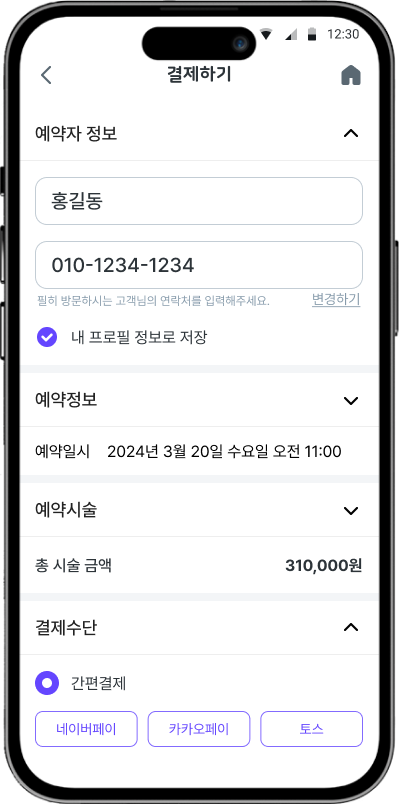 12:30
결제하기
예약자 정보
홍길동
010-1234-1234
필히 방문하시는 고객님의 연락처를 입력해주세요. 변경하기
내 프로필 정보로 저장
예약정보
예약일시 2024년 3월 20일 수요일 오전 11:00
예약시술
총 시술 금액 310,000원
결제수단
간편결제
네이버페이 카카오페이 토스